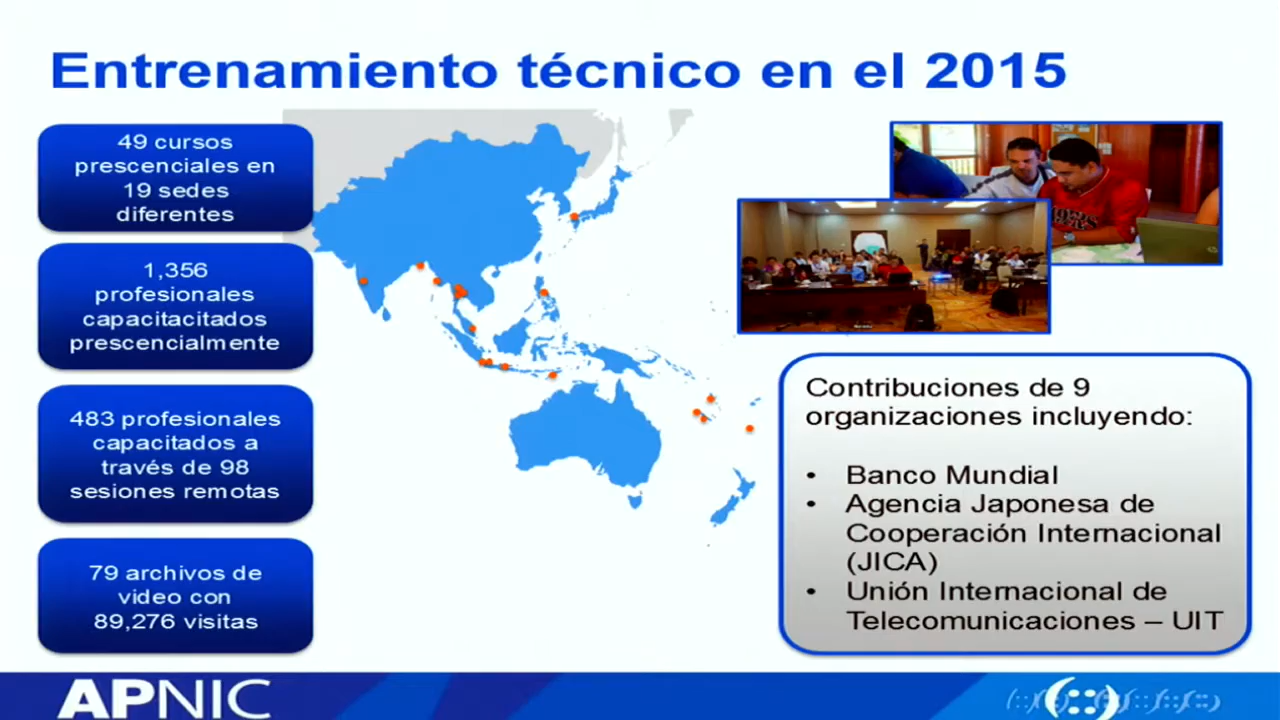 Entrenamiento técnico en el 2015
49 cursos
prescenciales en
19 sedes
diferentes
1,356
profesionales
capacitacitados
prescencialmente
483 profesionales
capacitados a
través de 98
sesiones remotas
79 archivos de
video con
89,276 visitas
Contribuciones de 9
organizaciones incluyendo:
• Banco Mundial
• Agencia Japonesa de
Cooperación Internacional
(JICA)
• Unión Internacional de
Telecomunicaciones – UIT
APNIC